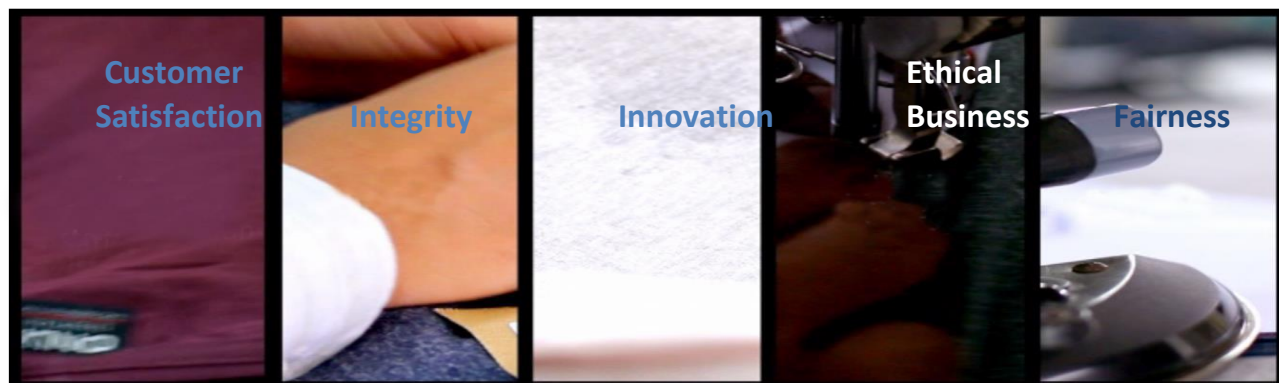 Customer
Satisfaction
Integrity
Innovation
Ethical
Business
Fairness